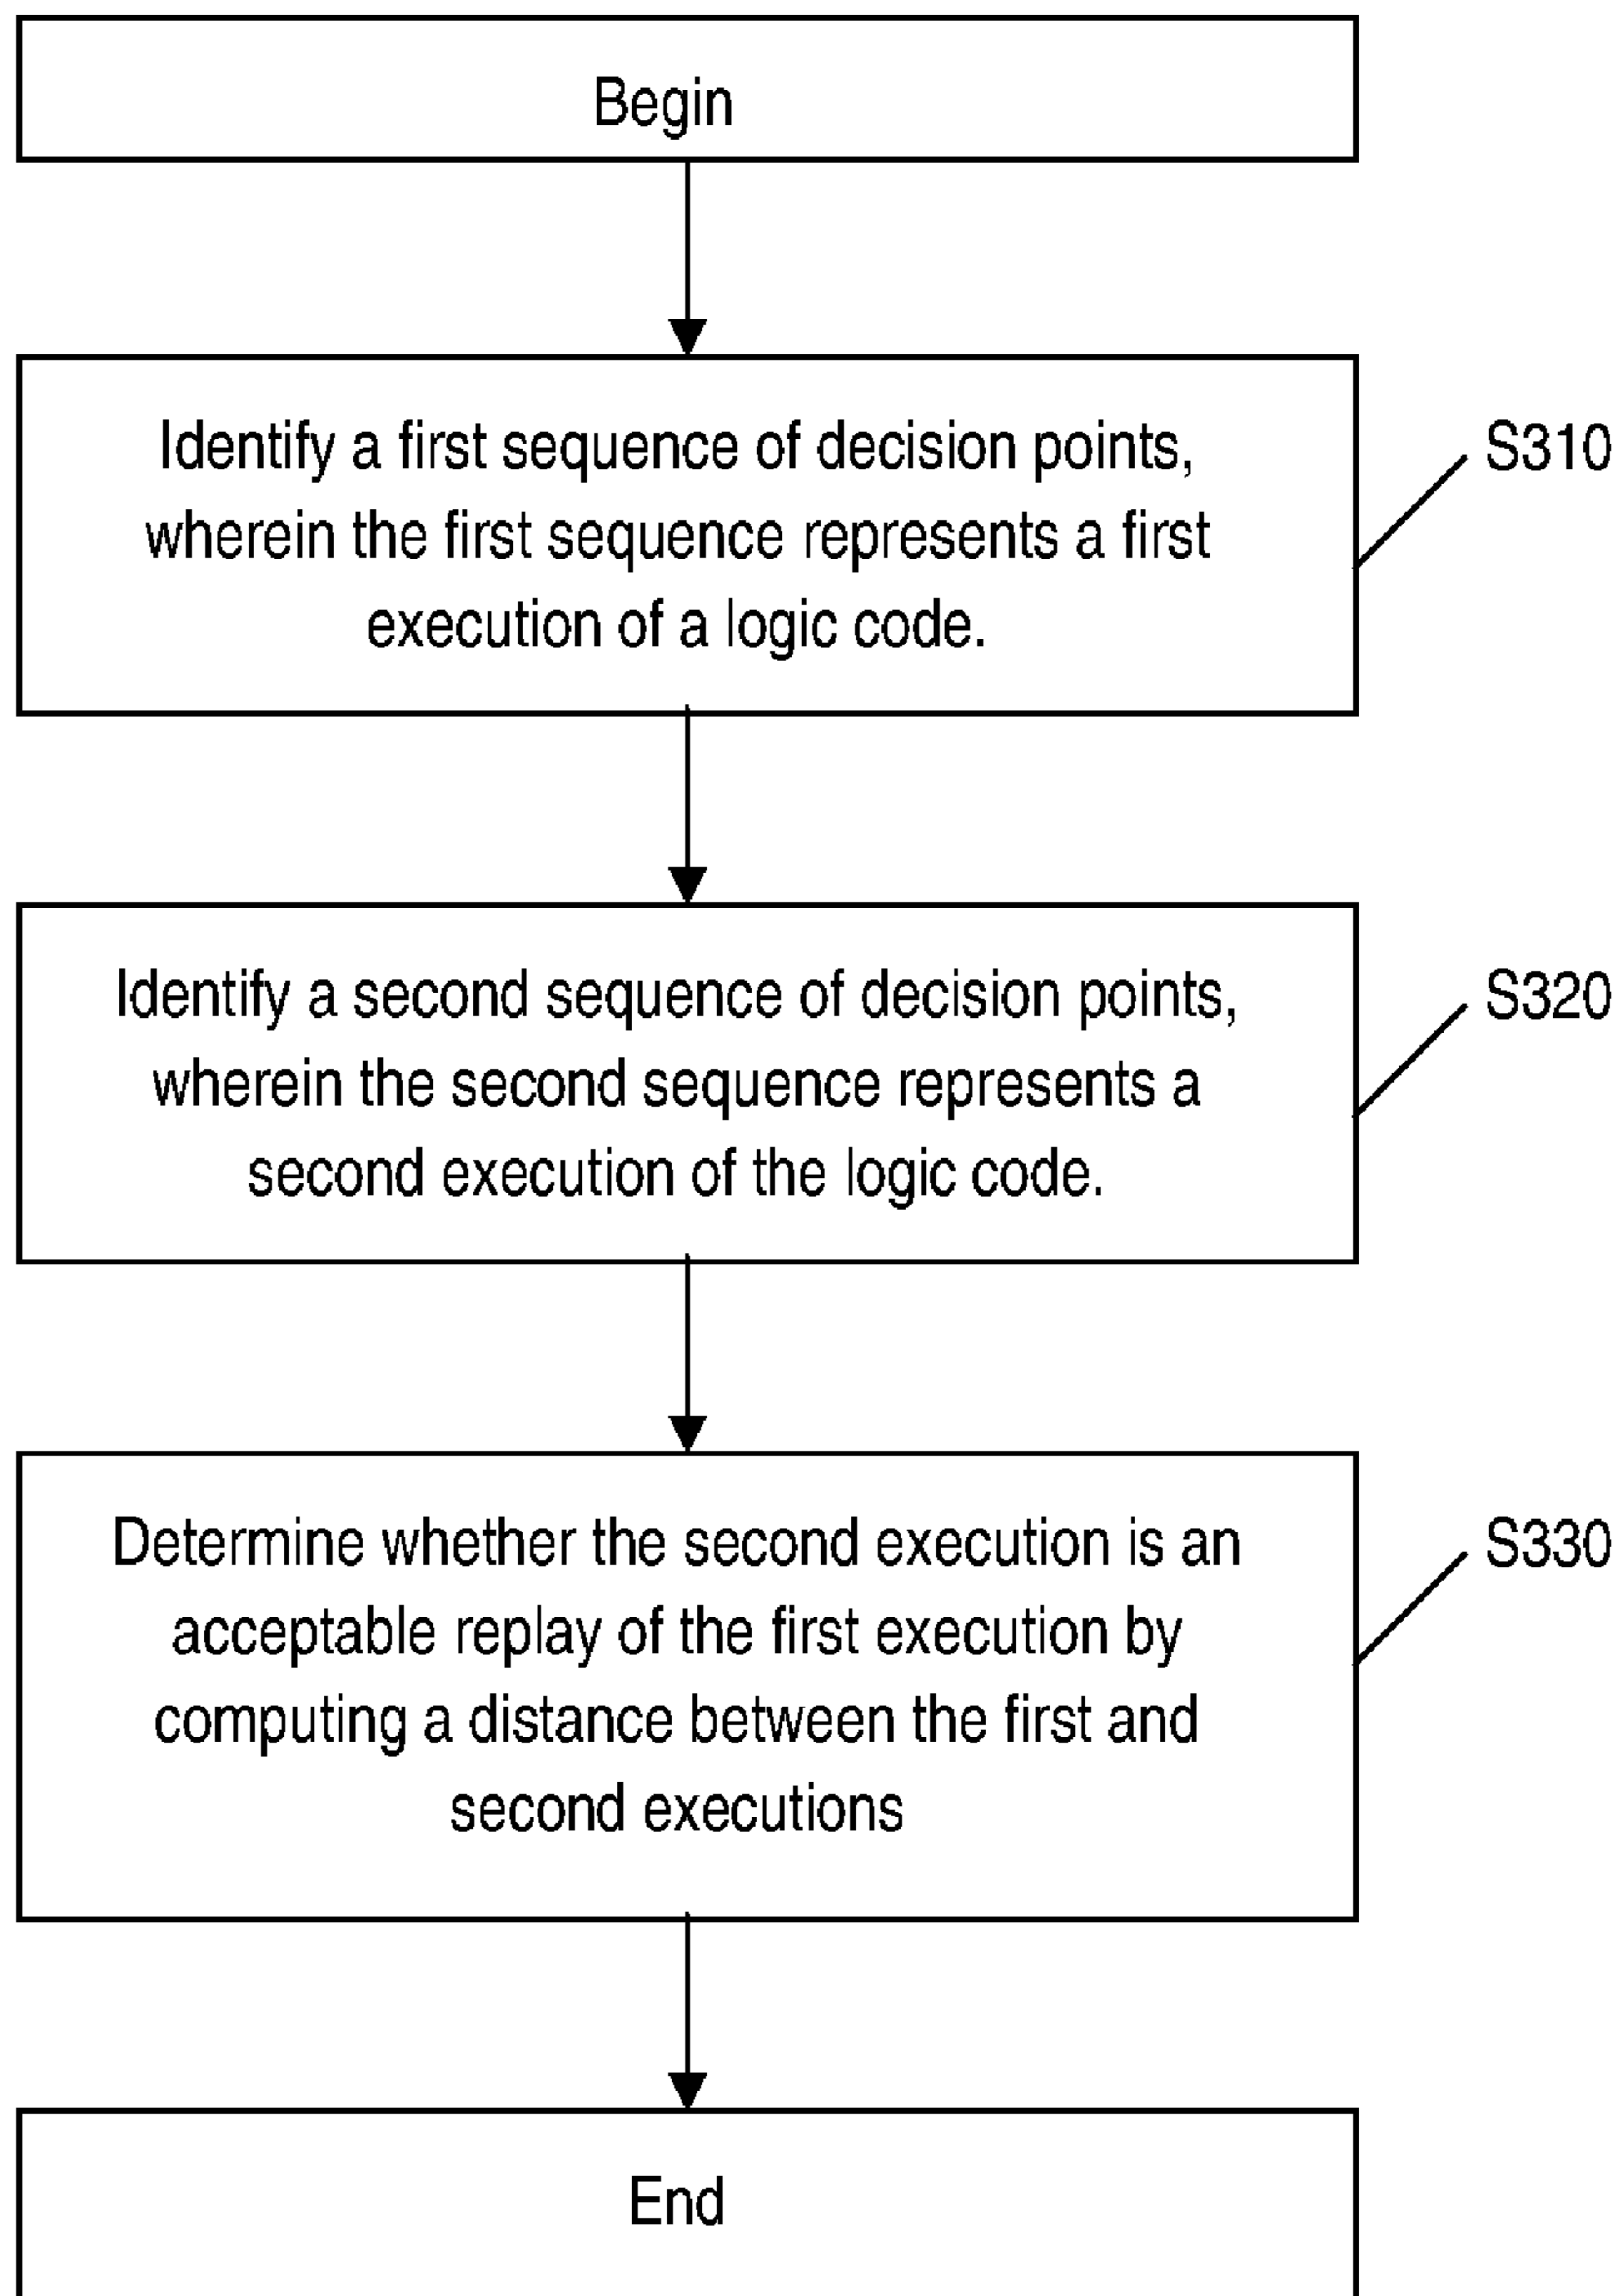 Begin
Identify a first sequence of decision points,
wherein the first sequence represents a first
execution of a logic code.
S310
Identify a second sequence of decision points,
wherein the second sequence represents a
second execution of the logic code.
S320
Determine whether the second execution is an
acceptable replay of the first execution by
computing a distance between the first and
second executions
S330
End